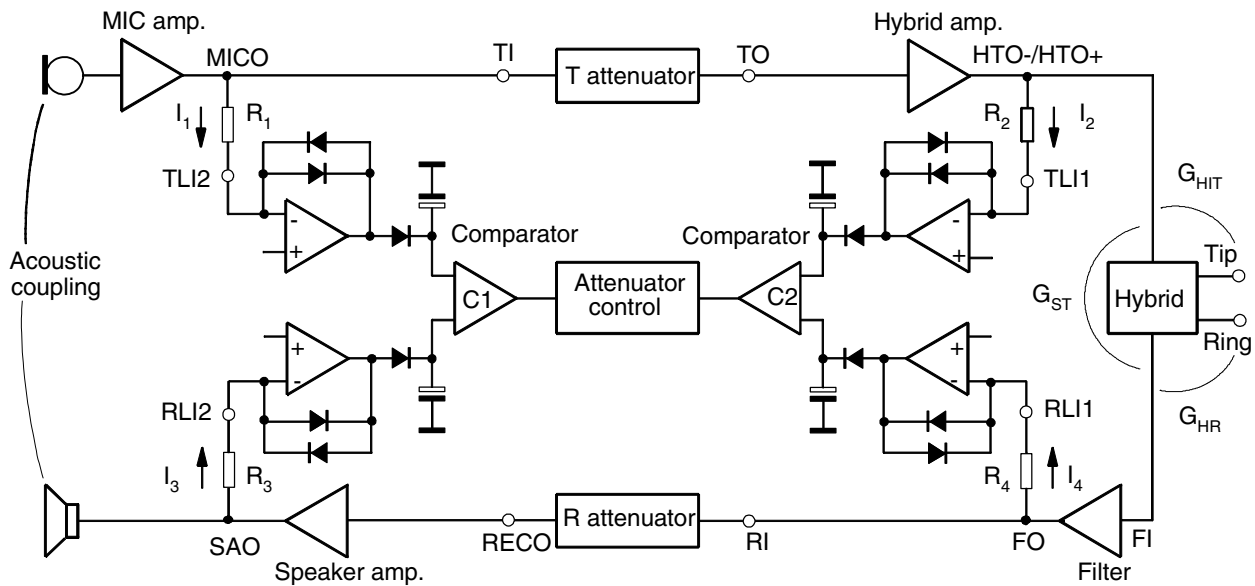 MIC amp.
Hybrid amp.
MICO
TI
TO
HTO-/HTO+
T attenuator
I1
R1
R2
I2
TLI2
TLI1
GHIT
-
+
-
+
Comparator
Comparator
Acoustic
coupling
C1
Attenuator
control
C2
GST
Hybrid
Tip
Ring
+
-
+
-
RLI2
RLI1
GHR
I3
R3
R4
I4
SAO
RECO
R attenuator
RI
FO
FI
Speaker amp.
Filter